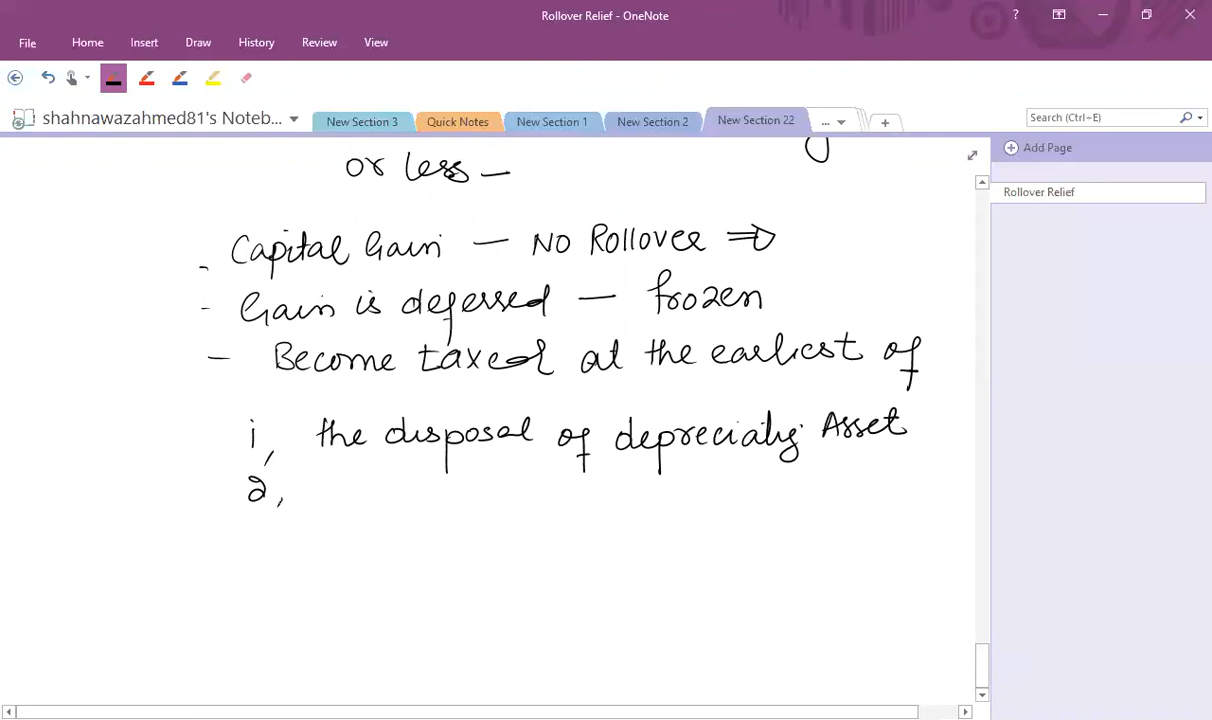 Rollover Relief - OneNote
?
File Home Insert Draw History Review View
shahnawazahmed81's Noteb... New Section 3 Quick Notes New Section 1 New Section 2 New Section 22 ... + Search (Ctrl+E)
Add Page
Rollover Relief
or less —
- Capital Gain — No Rollover ⇒
- Gain is deferred — frozen
- Become taxed at the earliest of
i, the disposal of depreciating Asset
2,